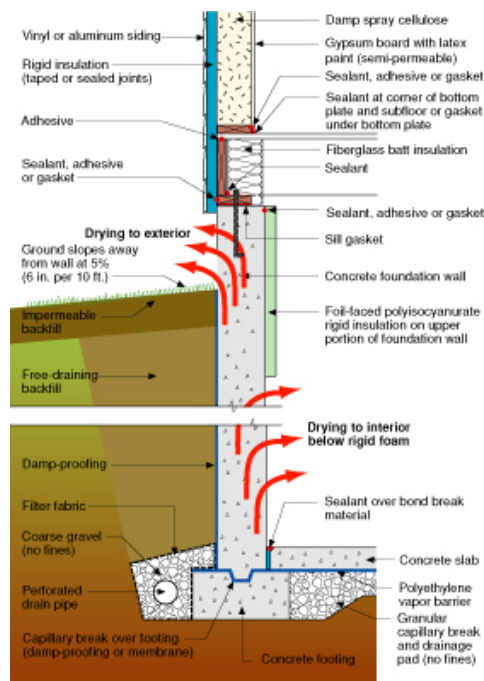 Vinyl or aluminum siding
Rigid insulation
(taped or sealed joints)
Adhesive
Sealant, adhesive
or gasket
Drying to exterior
Ground slopes away
from wall at 5%
(6 in. per 10 ft.)
Impermeable
backfill
Free-draining
backfill
Damp-proofing
Filter fabric
Coarse gravel
(no fines)
Perforated
drain pipe
Capillary break over footing
(damp-proofing or membrane)
Damp spray cellulose
Gypsum board with latex
paint (semi-permeable)
Sealant, adhesive or gasket
Sealant at corner of bottom
plate and subfloor or gasket
under bottom plate
Fiberglass batt insulation
Sealant
Sealant, adhesive or gasket
Sill gasket
Concrete foundation wall
Foil-faced polyisocyanurate
rigid insulation on upper
portion of foundation wall
Drying to interior
below rigid foam
Sealant over bond break
material
Concrete slab
Polyethylene
vapor barrier
Granular
capillary break
and drainage
pad (no fines)
Concrete footing